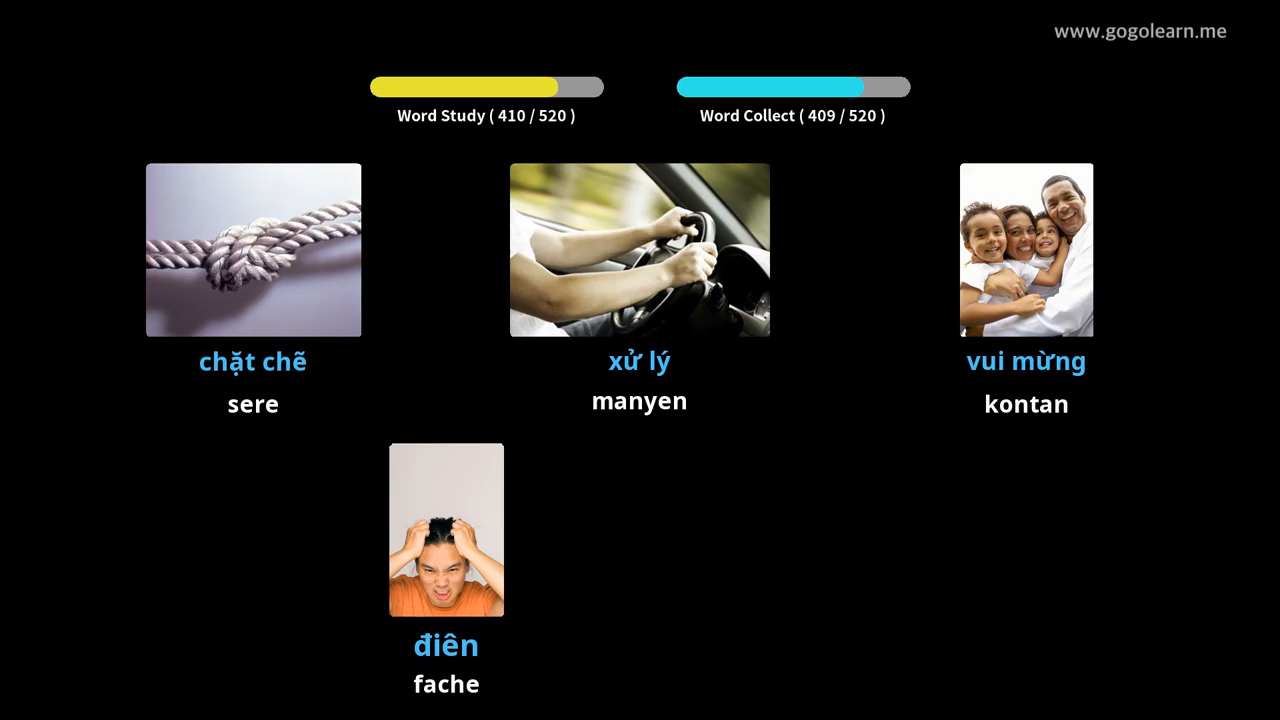 www.gogolearn.me
Word Study ( 410 / 520 )
Word Collect ( 409 / 520 )
chặt chẽ
xử lý
vui mừng
sere
manyen
kontan
điên
fache